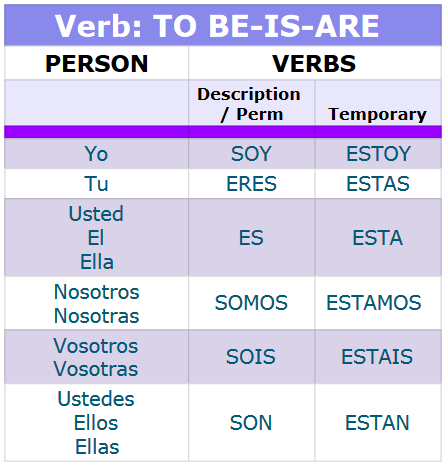 Verb: TO BE-IS-ARE
PERSON VERBS
Description
/ Perm Temporary
Yo SOY ESTOY
Tu ERES ESTAS
Usted
El ES ESTA
Ella
Nosotros
Nosotras SOMOS ESTAMOS
Vosotros
Vosotras SOIS ESTAIS
Ustedes
Ellos SON ESTAN
Ellas